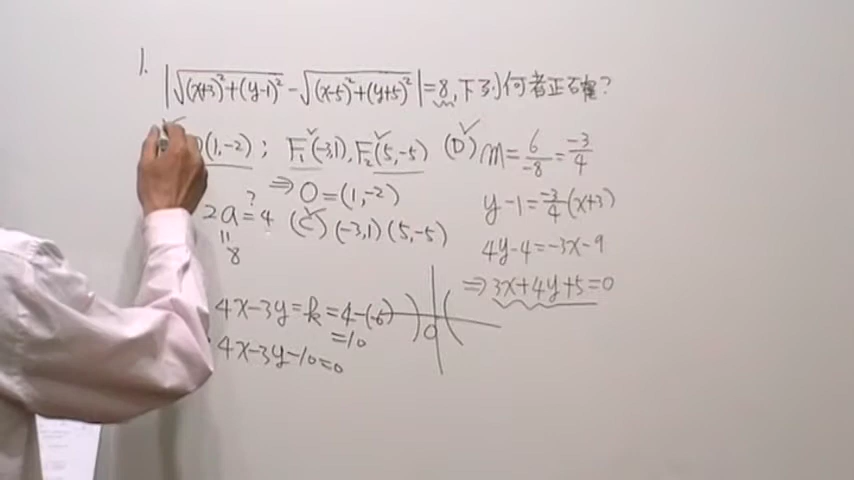 1. |√(x+3)²+(y-1)² - √(x-5)²+(y+5)²| = 8, 下列何者正確?
(1,-2) ; F₁(-3,1), F₂(5,-5)
⇒ O=(1,-2)
2a=4 ?
= 8
(C) (-3,1) (5,-5)
4x-3y=k=4-(-6)
=10
4x-3y-10=0
O
(D) m=6/-8=-3/4
y-1=-3/4(x+3)
4y-4=-3x-9
⇒ 3x+4y+5=0